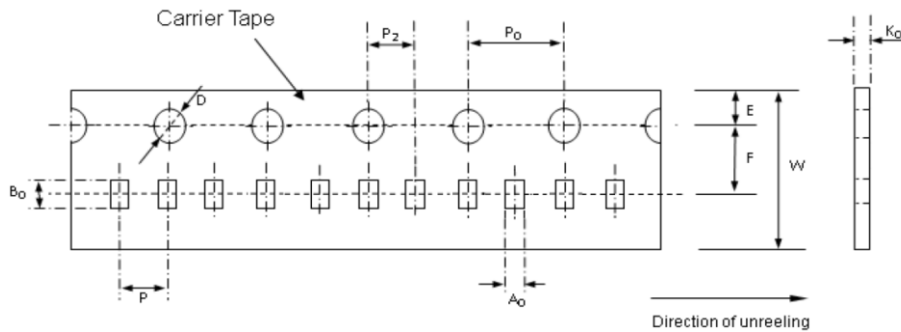 Carrier Tape
P2
P0
K0
D
E
F
W
B0
P
A0
Direction of unreeling